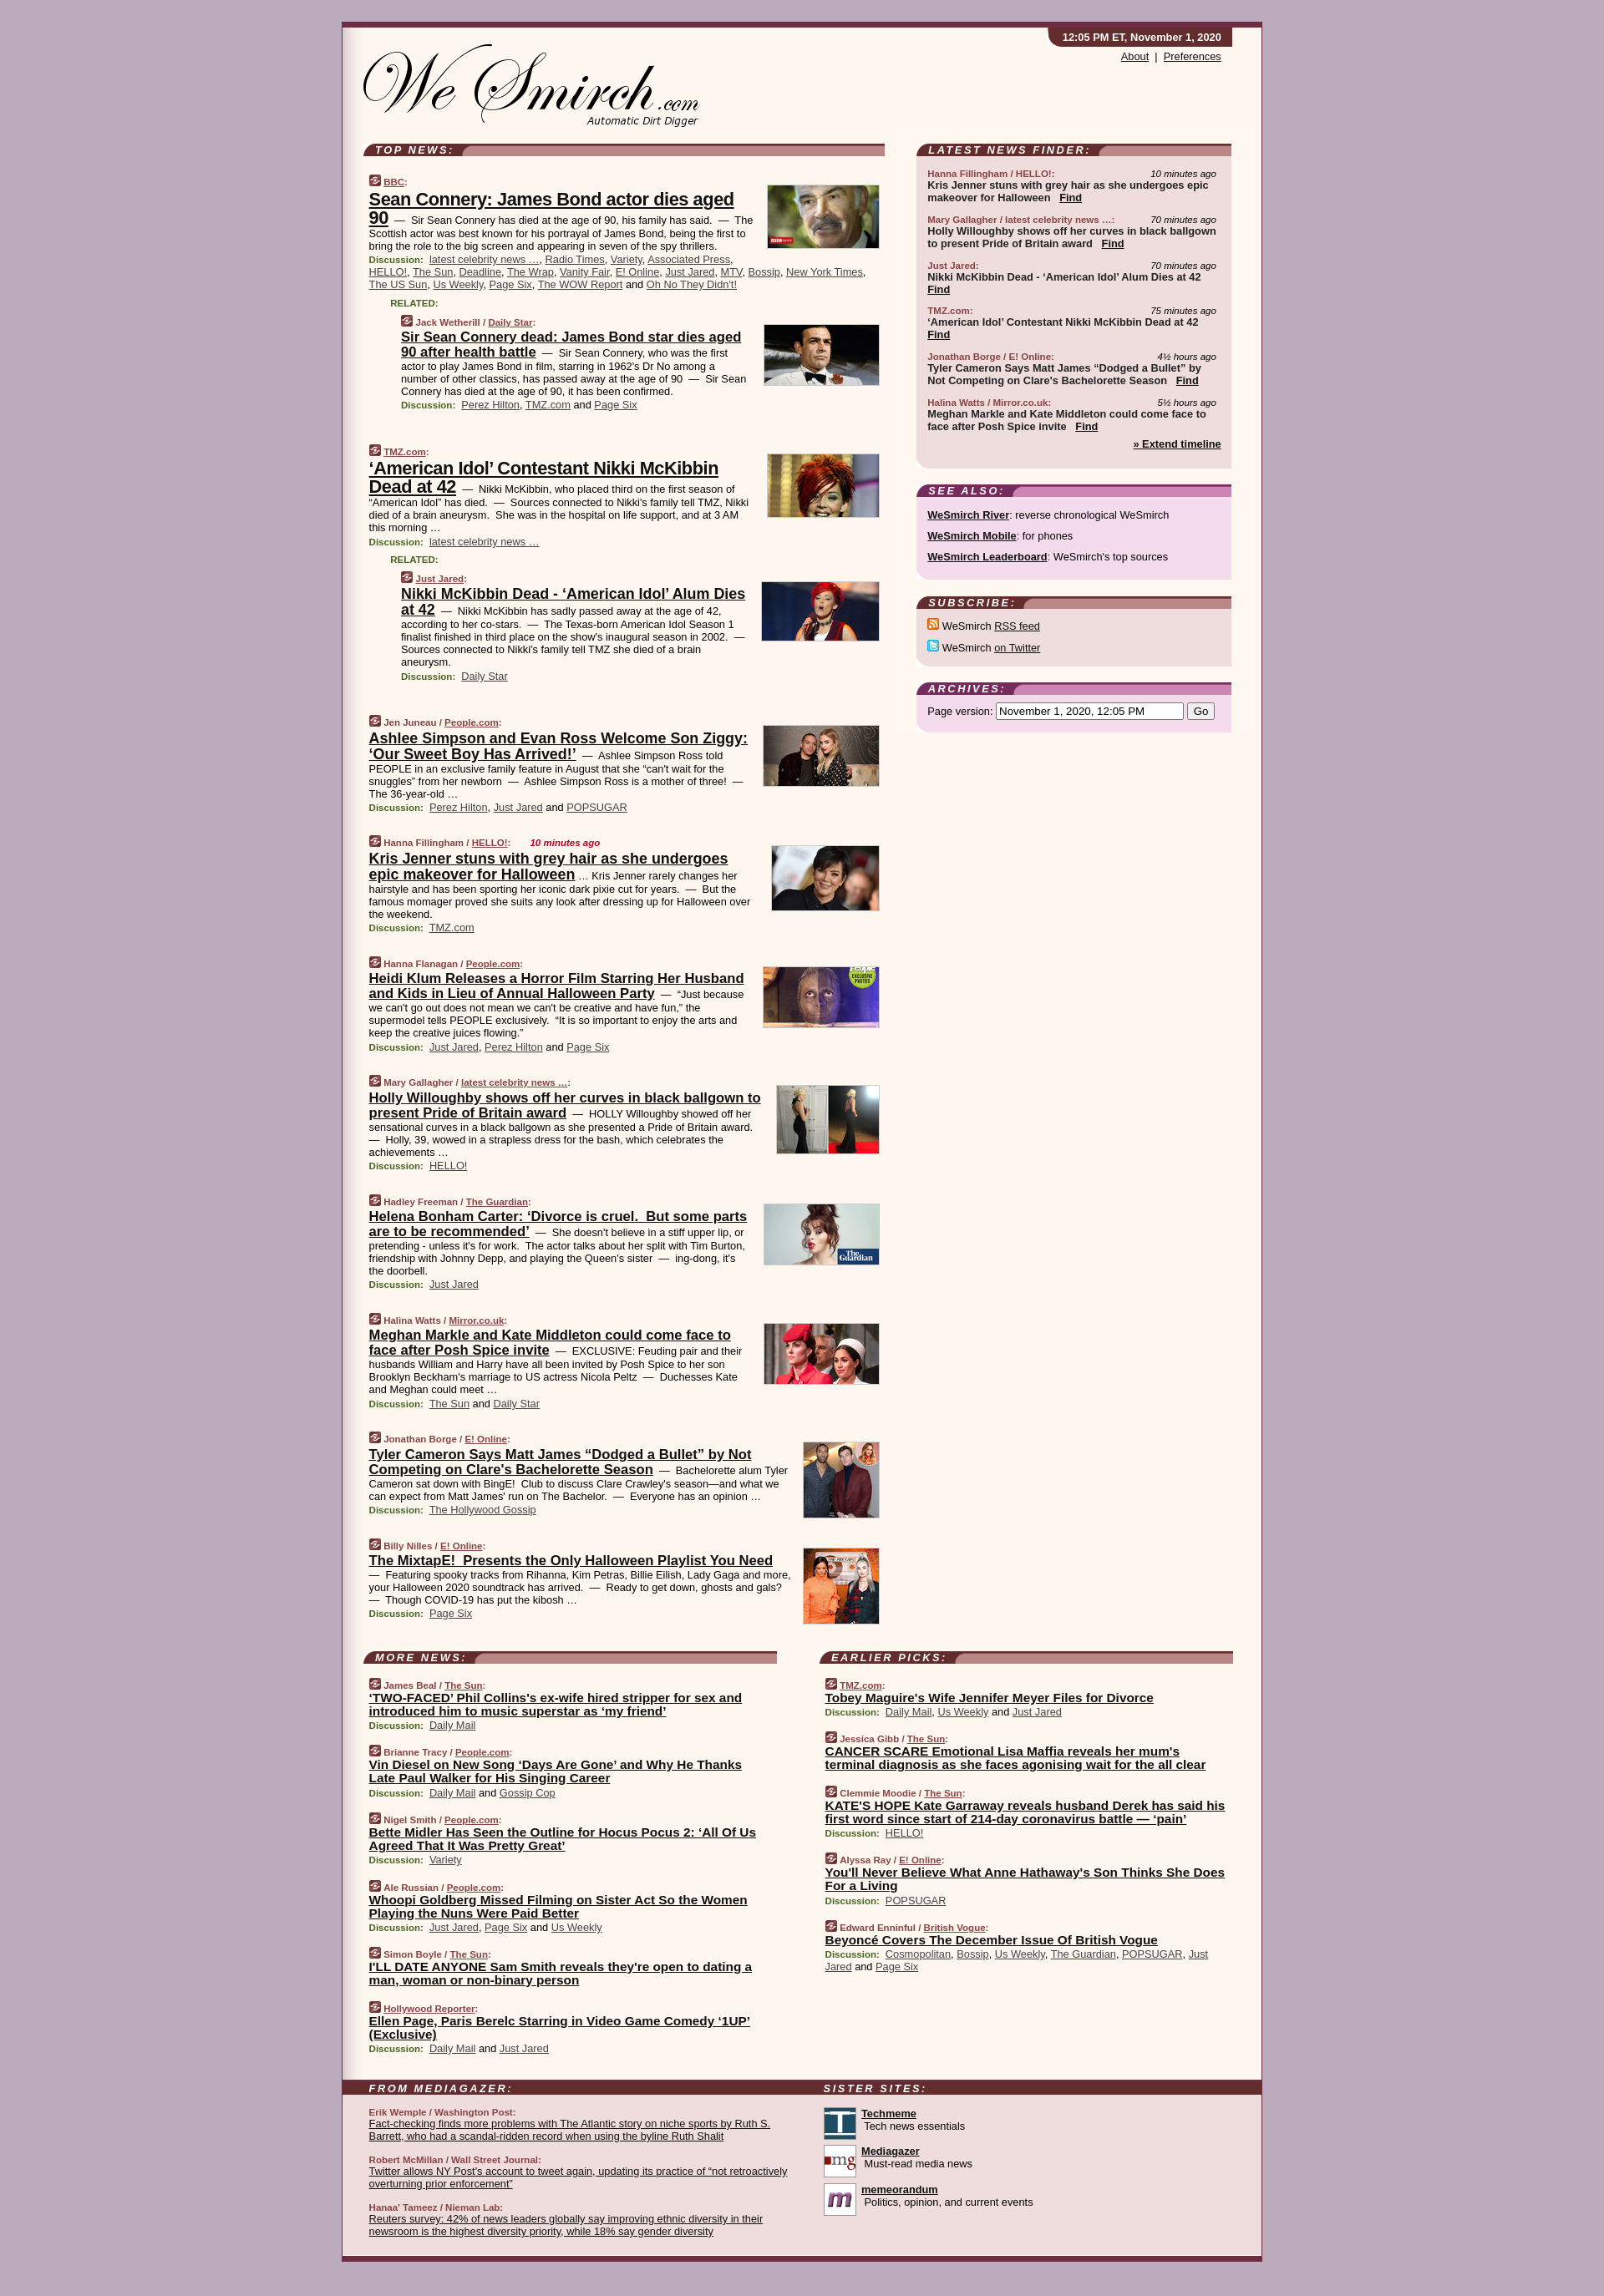 12:05 PM ET, November 1, 2020
About | Preferences
We Smirch.com
Automatic Dirt Digger
TOP NEWS:
BBC:
Sean Connery: James Bond actor dies aged
90 — Sir Sean Connery has died at the age of 90, his family has said. — The
Scottish actor was best known for his portrayal of James Bond, being the first to
bring the role to the big screen and appearing in seven of the spy thrillers.
Discussion: latest celebrity news …, Radio Times, Variety, Associated Press,
HELLO!, The Sun, Deadline, The Wrap, Vanity Fair, E! Online, Just Jared, MTV, Bossip, New York Times,
The US Sun, Us Weekly, Page Six, The WOW Report and Oh No They Didn't!
RELATED:
Jack Wetherill / Daily Star:
Sir Sean Connery dead: James Bond star dies aged
90 after health battle — Sir Sean Connery, who was the first
actor to play James Bond in film, starring in 1962's Dr No among a
number of other classics, has passed away at the age of 90 — Sir Sean
Connery has died at the age of 90, it has been confirmed.
Discussion: Perez Hilton, TMZ.com and Page Six
TMZ.com:
‘American Idol’ Contestant Nikki McKibbin
Dead at 42 — Nikki McKibbin, who placed third on the first season of
“American Idol” has died. — Sources connected to Nikki's family tell TMZ, Nikki
died of a brain aneurysm. She was in the hospital on life support, and at 3 AM
this morning …
Discussion: latest celebrity news …
RELATED:
Just Jared:
Nikki McKibbin Dead - ‘American Idol’ Alum Dies
at 42 — Nikki McKibbin has sadly passed away at the age of 42,
according to her co-stars. — The Texas-born American Idol Season 1
finalist finished in third place on the show's inaugural season in 2002. —
Sources connected to Nikki's family tell TMZ she died of a brain
aneurysm.
Discussion: Daily Star
Jen Juneau / People.com:
Ashlee Simpson and Evan Ross Welcome Son Ziggy:
‘Our Sweet Boy Has Arrived!’ — Ashlee Simpson Ross told
PEOPLE in an exclusive family feature in August that she “can't wait for the
snuggles” from her newborn — Ashlee Simpson Ross is a mother of three! —
The 36-year-old …
Discussion: Perez Hilton, Just Jared and POPSUGAR
Hanna Fillingham / HELLO!: 10 minutes ago
Kris Jenner stuns with grey hair as she undergoes
epic makeover for Halloween … Kris Jenner rarely changes her
hairstyle and has been sporting her iconic dark pixie cut for years. — But the
famous momager proved she suits any look after dressing up for Halloween over
the weekend.
Discussion: TMZ.com
Hanna Flanagan / People.com:
Heidi Klum Releases a Horror Film Starring Her Husband
and Kids in Lieu of Annual Halloween Party — “Just because
we can't go out does not mean we can't be creative and have fun,” the
supermodel tells PEOPLE exclusively. “It is so important to enjoy the arts and
keep the creative juices flowing.”
Discussion: Just Jared, Perez Hilton and Page Six
Mary Gallagher / latest celebrity news …:
Holly Willoughby shows off her curves in black ballgown to
present Pride of Britain award — HOLLY Willoughby showed off her
sensational curves in a black ballgown as she presented a Pride of Britain award.
— Holly, 39, wowed in a strapless dress for the bash, which celebrates the
achievements …
Discussion: HELLO!
Hadley Freeman / The Guardian:
Helena Bonham Carter: ‘Divorce is cruel. But some parts
are to be recommended’ — She doesn't believe in a stiff upper lip, or
pretending - unless it's for work. The actor talks about her split with Tim Burton,
friendship with Johnny Depp, and playing the Queen's sister — ing-dong, it's
the doorbell.
Discussion: Just Jared
The Guardian
Halina Watts / Mirror.co.uk:
Meghan Markle and Kate Middleton could come face to
face after Posh Spice invite — EXCLUSIVE: Feuding pair and their
husbands William and Harry have all been invited by Posh Spice to her son
Brooklyn Beckham's marriage to US actress Nicola Peltz — Duchesses Kate
and Meghan could meet …
Discussion: The Sun and Daily Star
Jonathan Borge / E! Online:
Tyler Cameron Says Matt James “Dodged a Bullet” by Not
Competing on Clare's Bachelorette Season — Bachelorette alum Tyler
Cameron sat down with BingE! Club to discuss Clare Crawley's season—and what we
can expect from Matt James' run on The Bachelor. — Everyone has an opinion …
Discussion: The Hollywood Gossip
Billy Nilles / E! Online:
The MixtapE! Presents the Only Halloween Playlist You Need
— Featuring spooky tracks from Rihanna, Kim Petras, Billie Eilish, Lady Gaga and more,
your Halloween 2020 soundtrack has arrived. — Ready to get down, ghosts and gals?
— Though COVID-19 has put the kibosh …
Discussion: Page Six
LATEST NEWS FINDER:
Hanna Fillingham / HELLO!: 10 minutes ago
Kris Jenner stuns with grey hair as she undergoes epic
makeover for Halloween Find
Mary Gallagher / latest celebrity news …: 70 minutes ago
Holly Willoughby shows off her curves in black ballgown
to present Pride of Britain award Find
Just Jared: 70 minutes ago
Nikki McKibbin Dead - ‘American Idol’ Alum Dies at 42
Find
TMZ.com: 75 minutes ago
‘American Idol’ Contestant Nikki McKibbin Dead at 42
Find
Jonathan Borge / E! Online: 4½ hours ago
Tyler Cameron Says Matt James “Dodged a Bullet” by
Not Competing on Clare's Bachelorette Season Find
Halina Watts / Mirror.co.uk: 5½ hours ago
Meghan Markle and Kate Middleton could come face to
face after Posh Spice invite Find
» Extend timeline
SEE ALSO:
WeSmirch River: reverse chronological WeSmirch
WeSmirch Mobile: for phones
WeSmirch Leaderboard: WeSmirch's top sources
SUBSCRIBE:
WeSmirch RSS feed
WeSmirch on Twitter
ARCHIVES:
Page version: November 1, 2020, 12:05 PM Go
MORE NEWS:
James Beal / The Sun:
‘TWO-FACED’ Phil Collins's ex-wife hired stripper for sex and
introduced him to music superstar as ‘my friend’
Discussion: Daily Mail
Brianne Tracy / People.com:
Vin Diesel on New Song ‘Days Are Gone’ and Why He Thanks
Late Paul Walker for His Singing Career
Discussion: Daily Mail and Gossip Cop
Nigel Smith / People.com:
Bette Midler Has Seen the Outline for Hocus Pocus 2: ‘All Of Us
Agreed That It Was Pretty Great’
Discussion: Variety
Ale Russian / People.com:
Whoopi Goldberg Missed Filming on Sister Act So the Women
Playing the Nuns Were Paid Better
Discussion: Just Jared, Page Six and Us Weekly
Simon Boyle / The Sun:
I'LL DATE ANYONE Sam Smith reveals they're open to dating a
man, woman or non-binary person
Hollywood Reporter:
Ellen Page, Paris Berelc Starring in Video Game Comedy ‘1UP’
(Exclusive)
Discussion: Daily Mail and Just Jared
EARLIER PICKS:
TMZ.com:
Tobey Maguire's Wife Jennifer Meyer Files for Divorce
Discussion: Daily Mail, Us Weekly and Just Jared
Jessica Gibb / The Sun:
CANCER SCARE Emotional Lisa Maffia reveals her mum's
terminal diagnosis as she faces agonising wait for the all clear
Clemmie Moodie / The Sun:
KATE'S HOPE Kate Garraway reveals husband Derek has said his
first word since start of 214-day coronavirus battle — ‘pain’
Discussion: HELLO!
Alyssa Ray / E! Online:
You'll Never Believe What Anne Hathaway's Son Thinks She Does
For a Living
Discussion: POPSUGAR
Edward Enninful / British Vogue:
Beyoncé Covers The December Issue Of British Vogue
Discussion: Cosmopolitan, Bossip, Us Weekly, The Guardian, POPSUGAR, Just
Jared and Page Six
FROM MEDIAGAZER:
Erik Wemple / Washington Post:
Fact-checking finds more problems with The Atlantic story on niche sports by Ruth S.
Barrett, who had a scandal-ridden record when using the byline Ruth Shalit
Robert McMillan / Wall Street Journal:
Twitter allows NY Post's account to tweet again, updating its practice of “not retroactively
overturning prior enforcement”
Hanaa' Tameez / Nieman Lab:
Reuters survey: 42% of news leaders globally say improving ethnic diversity in their
newsroom is the highest diversity priority, while 18% say gender diversity
SISTER SITES:
Techmeme
Tech news essentials
mg
Mediagazer
Must-read media news
m
memeorandum
Politics, opinion, and current events